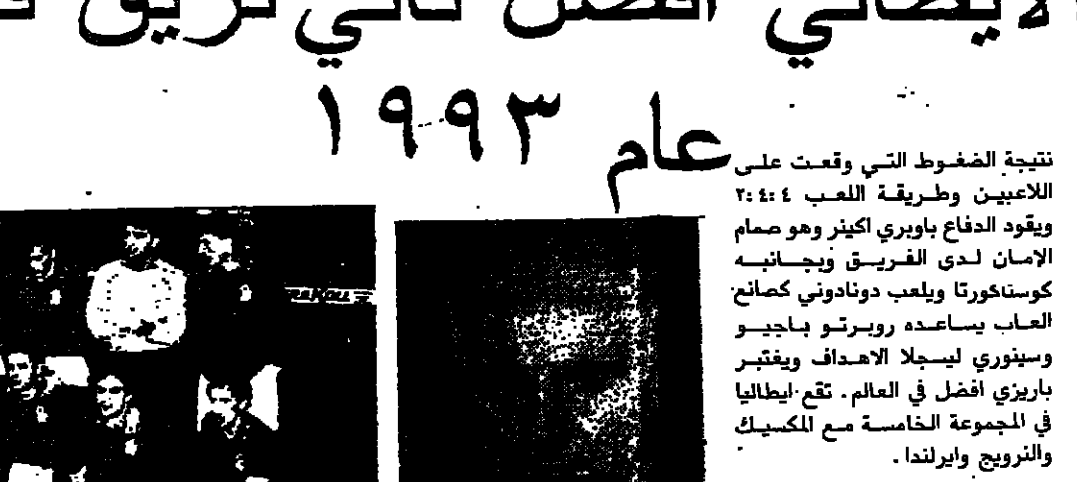 الايطالي افضل ثاني فريق
عام ١٩٩٣
نتيجة الضغوط التي وقعت على
اللاعبين وطريقة اللعب ٢:٤:٤
ويقود الدفاع باوبري اكينر وهو صمام
الامان لدى الفريق وبجانبه
كوستاكورتا ويلعب دونادوني كصانع
العاب يساعده روبرتو باجيو
وسينوري ليسجلا الاهداف ويفتبر
باريزي افضل في العالم. تقع ايطاليا
في المجموعة الخامسة مع المكسيك
والنرويج وايرلندا.